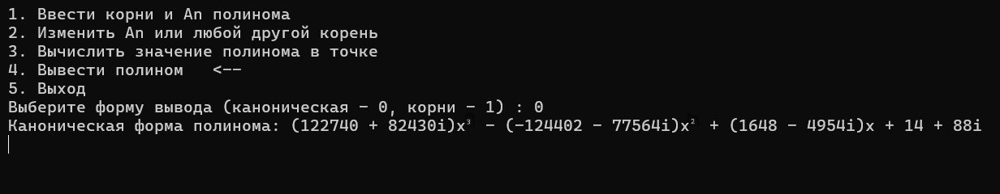 1. Ввести корни и An полинома
2. Изменить An или любой другой корень
3. Вычислить значение полинома в точке
4. Вывести полином   <--
5. Выход
Выберите форму вывода (каноническая - 0, корни - 1) : 0
Каноническая форма полинома: (122740 + 82430i)x³ - (-124402 - 77564i)x² + (1648 - 4954i)x + 14 + 88i